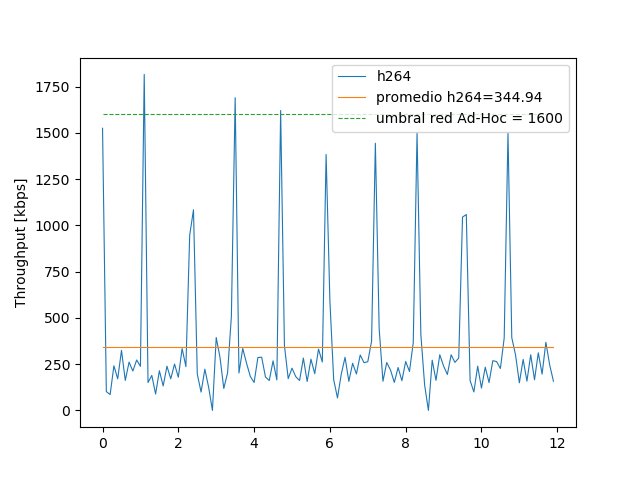 h264
promedio h264=344.94
umbral red Ad-Hoc = 1600
Throughput [kbps]
1750
1500
1250
1000
750
500
250
0
0 2 4 6 8 10 12